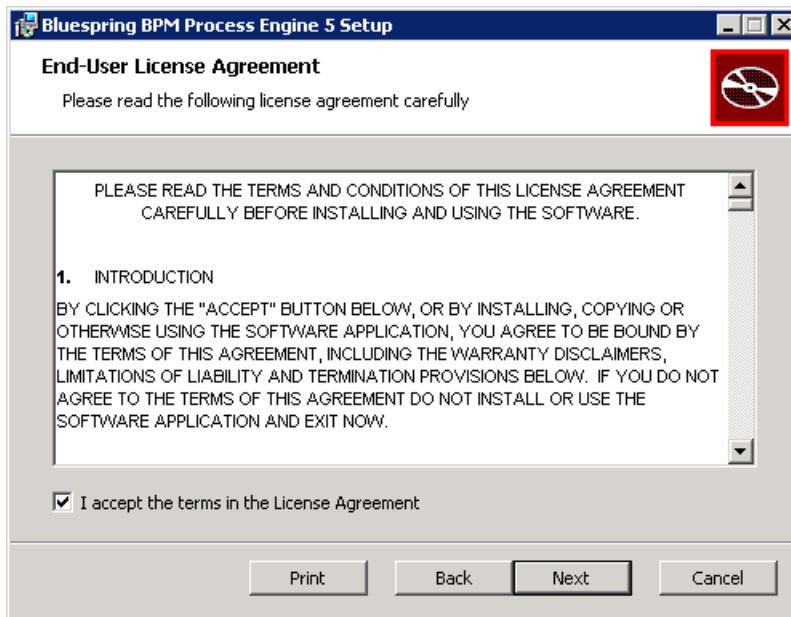 Bluespring BPM Process Engine 5 Setup
End-User License Agreement
Please read the following license agreement carefully
PLEASE READ THE TERMS AND CONDITIONS OF THIS LICENSE AGREEMENT
CAREFULLY BEFORE INSTALLING AND USING THE SOFTWARE.
1. INTRODUCTION
BY CLICKING THE "ACCEPT" BUTTON BELOW, OR BY INSTALLING, COPYING OR
OTHERWISE USING THE SOFTWARE APPLICATION, YOU AGREE TO BE BOUND BY
THE TERMS OF THIS AGREEMENT, INCLUDING THE WARRANTY DISCLAIMERS,
LIMITATIONS OF LIABILITY AND TERMINATION PROVISIONS BELOW. IF YOU DO NOT
AGREE TO THE TERMS OF THIS AGREEMENT DO NOT INSTALL OR USE THE
SOFTWARE APPLICATION AND EXIT NOW.
I accept the terms in the License Agreement
Print Back Next Cancel